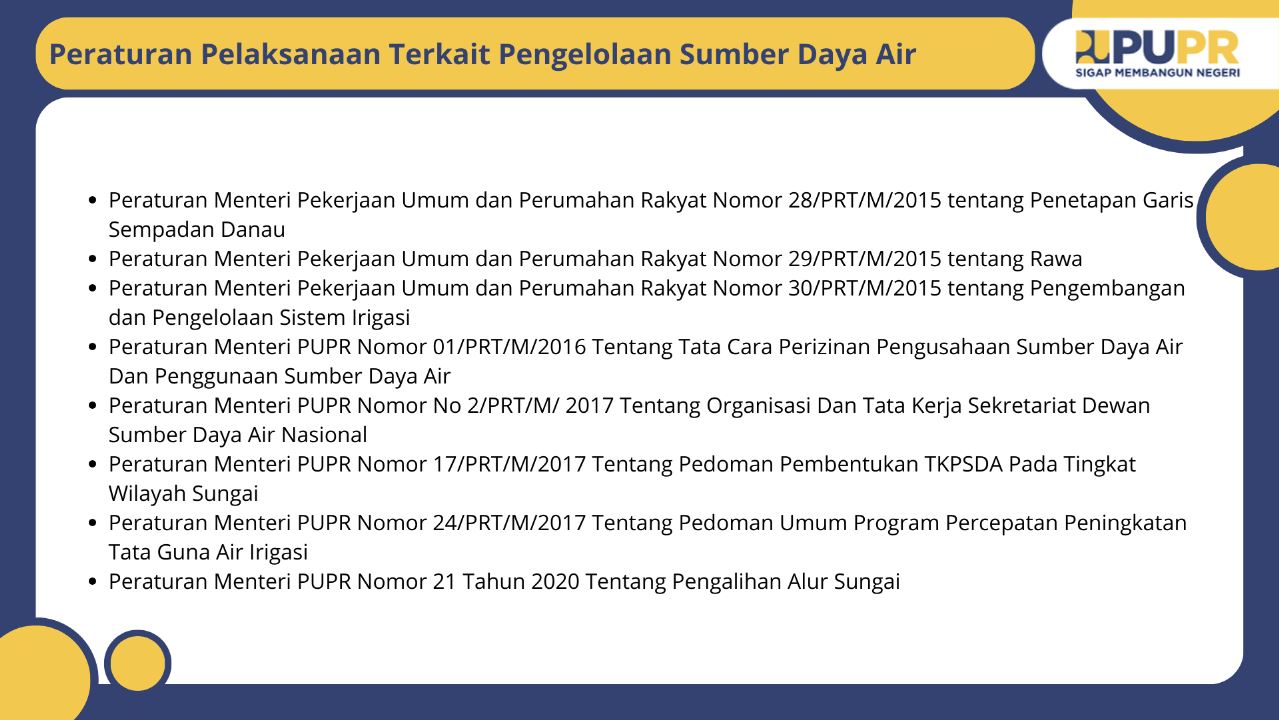 Peraturan Pelaksanaan Terkait Pengelolaan Sumber Daya Air
PUPR
SIGAP MEMBANGUN NEGERI
• Peraturan Menteri Pekerjaan Umum dan Perumahan Rakyat Nomor 28/PRT/M/2015 tentang Penetapan Garis
Sempadan Danau
• Peraturan Menteri Pekerjaan Umum dan Perumahan Rakyat Nomor 29/PRT/M/2015 tentang Rawa
• Peraturan Menteri Pekerjaan Umum dan Perumahan Rakyat Nomor 30/PRT/M/2015 tentang Pengembangan
dan Pengelolaan Sistem Irigasi
• Peraturan Menteri PUPR Nomor 01/PRT/M/2016 Tentang Tata Cara Perizinan Pengusahaan Sumber Daya Air
Dan Penggunaan Sumber Daya Air
• Peraturan Menteri PUPR Nomor No 2/PRT/M/ 2017 Tentang Organisasi Dan Tata Kerja Sekretariat Dewan
Sumber Daya Air Nasional
• Peraturan Menteri PUPR Nomor 17/PRT/M/2017 Tentang Pedoman Pembentukan TKPSDA Pada Tingkat
Wilayah Sungai
• Peraturan Menteri PUPR Nomor 24/PRT/M/2017 Tentang Pedoman Umum Program Percepatan Peningkatan
Tata Guna Air Irigasi
• Peraturan Menteri PUPR Nomor 21 Tahun 2020 Tentang Pengalihan Alur Sungai